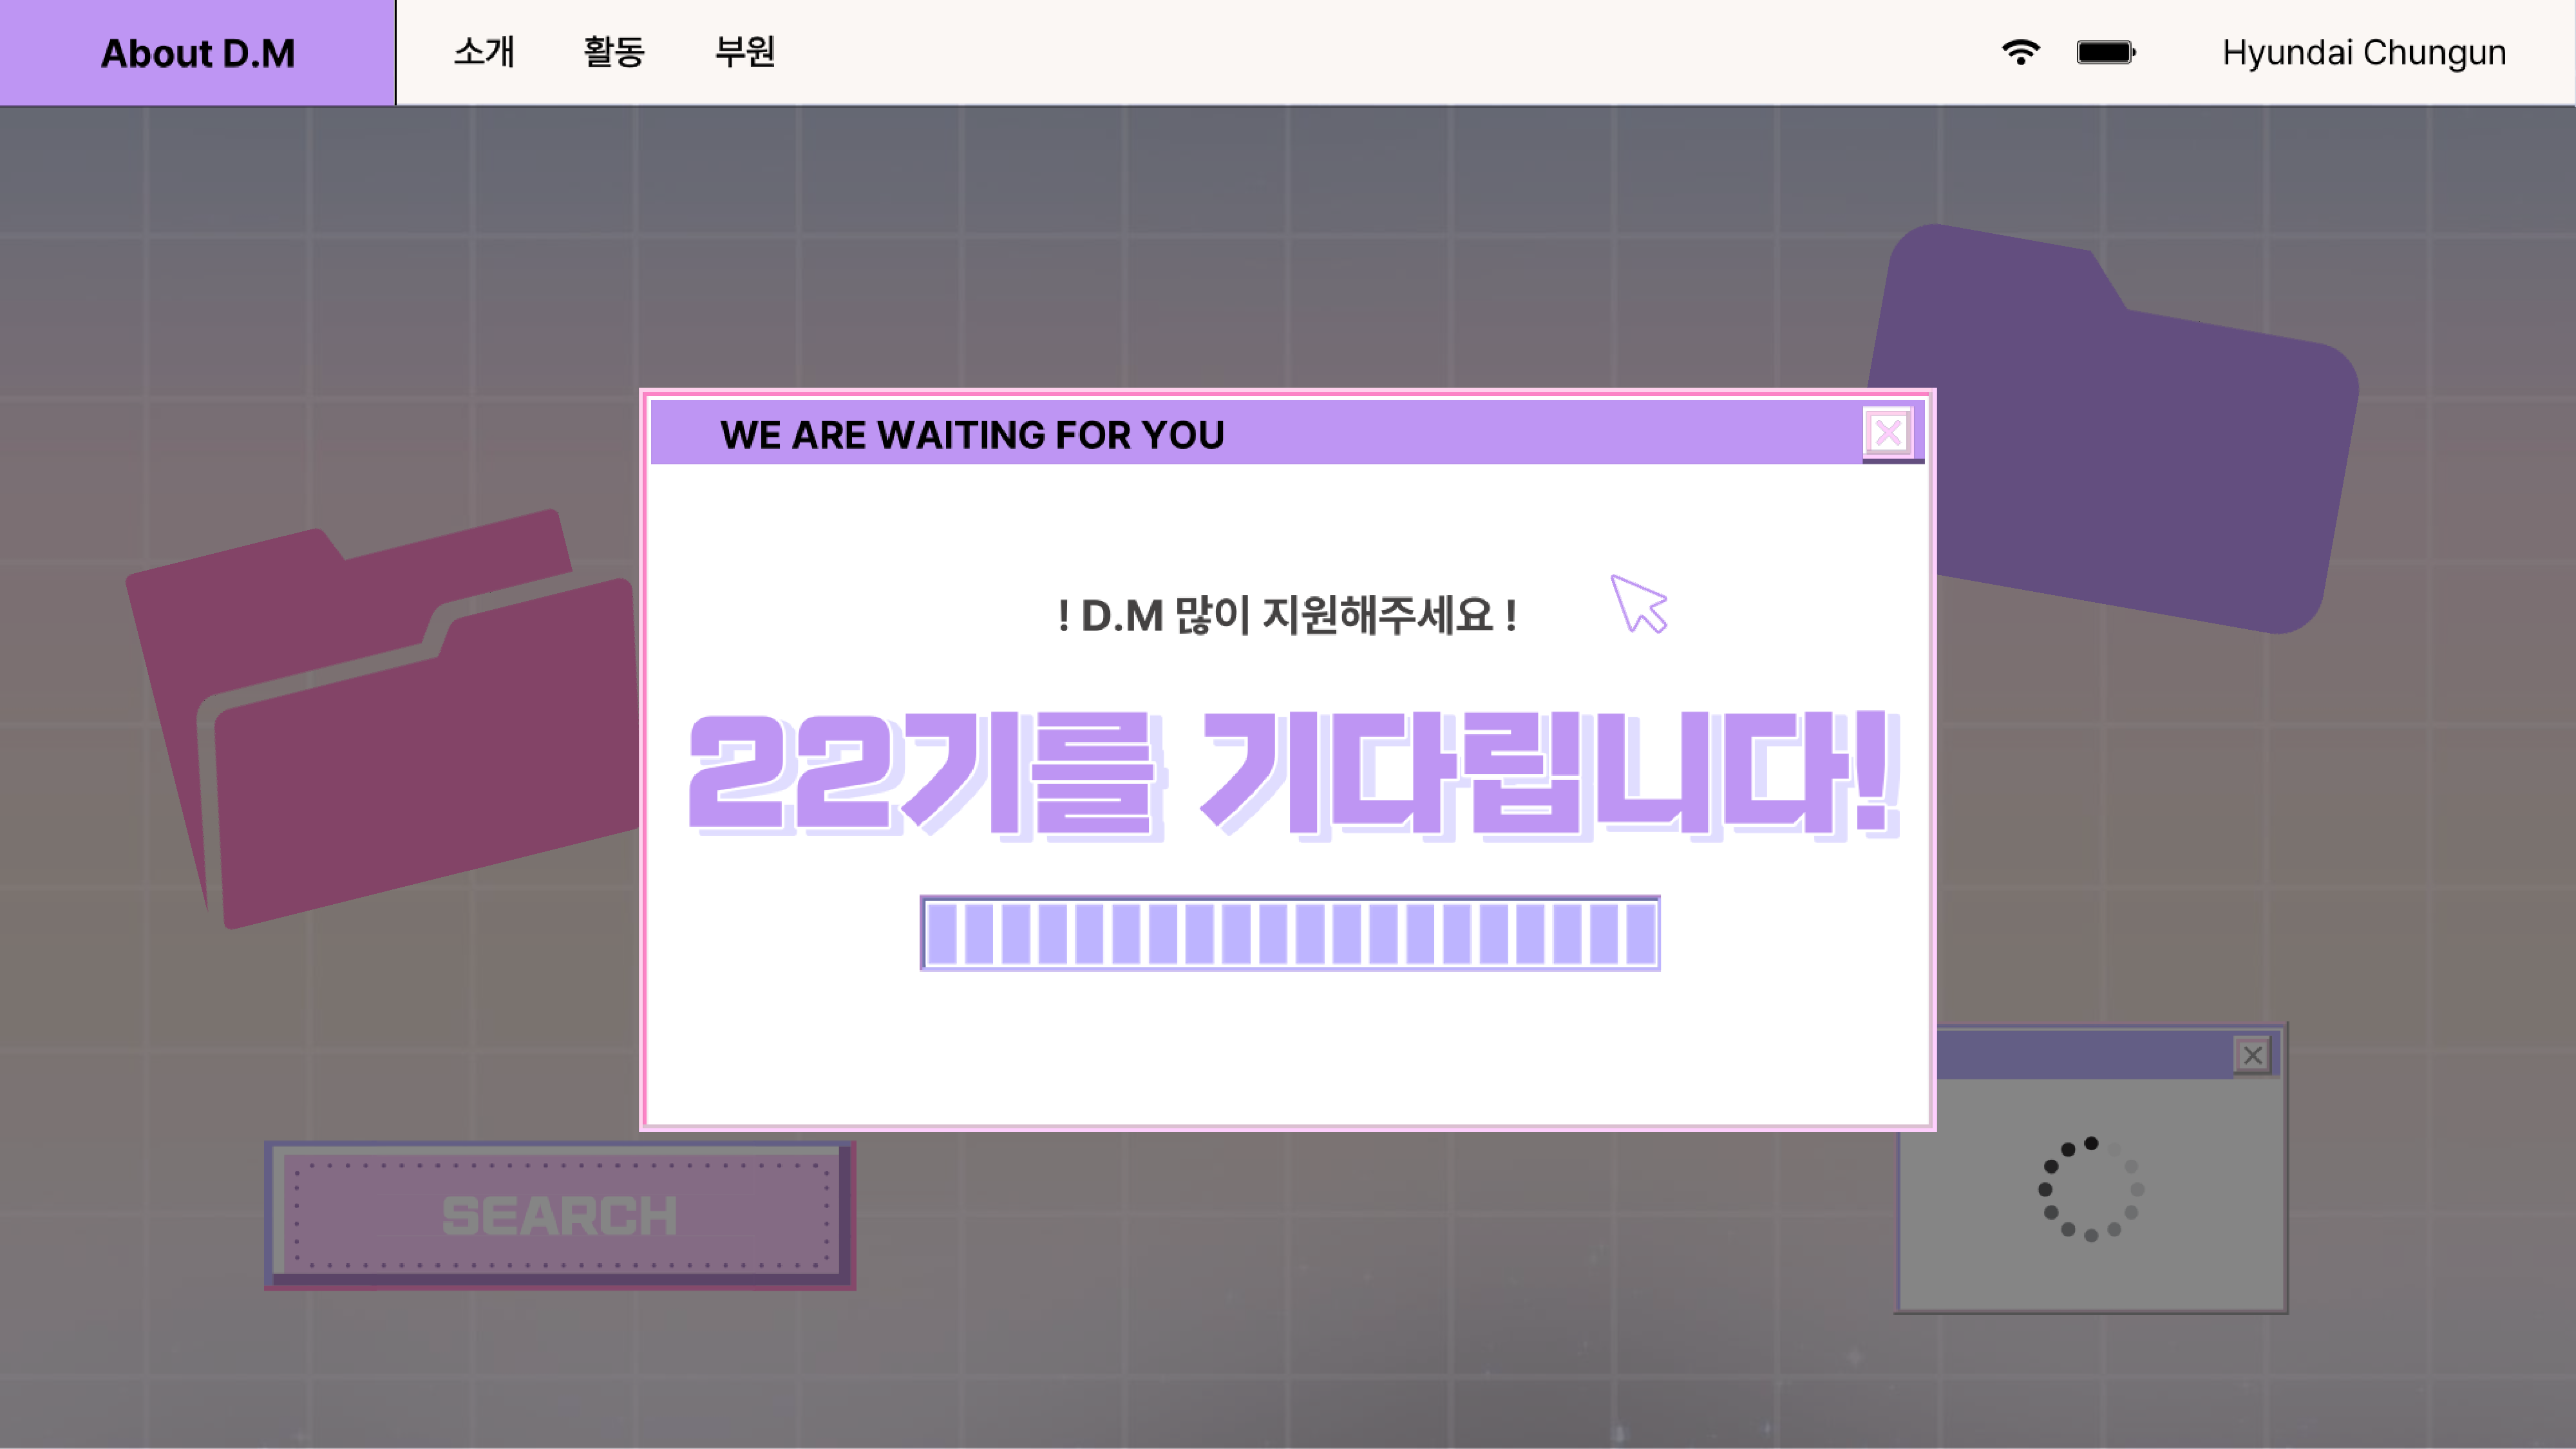 About D.M
소개 활동 부원
Hyundai Chungun
WE ARE WAITING FOR YOU
! D.M 많이 지원해주세요 !
22기를 기다립니다!
SEARCH